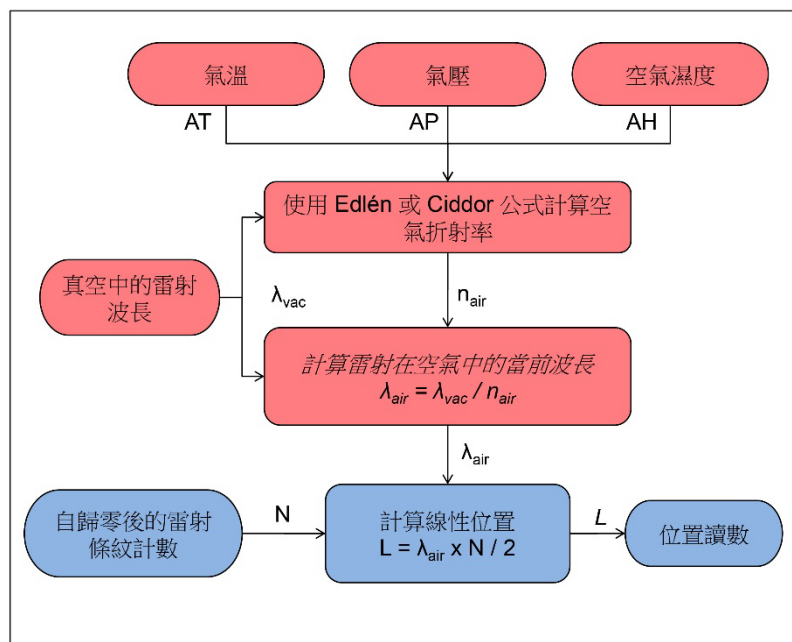 氣溫
氣壓
空氣濕度
AT
AP
AH
使用 Edlén 或 Ciddor 公式計算空
氣折射率
真空中的雷射
波長
λvac
nair
計算雷射在空氣中的當前波長
λair = λvac / nair
λair
自歸零後的雷射
條紋計數
N
計算線性位置
L = λair x N / 2
L
位置讀數